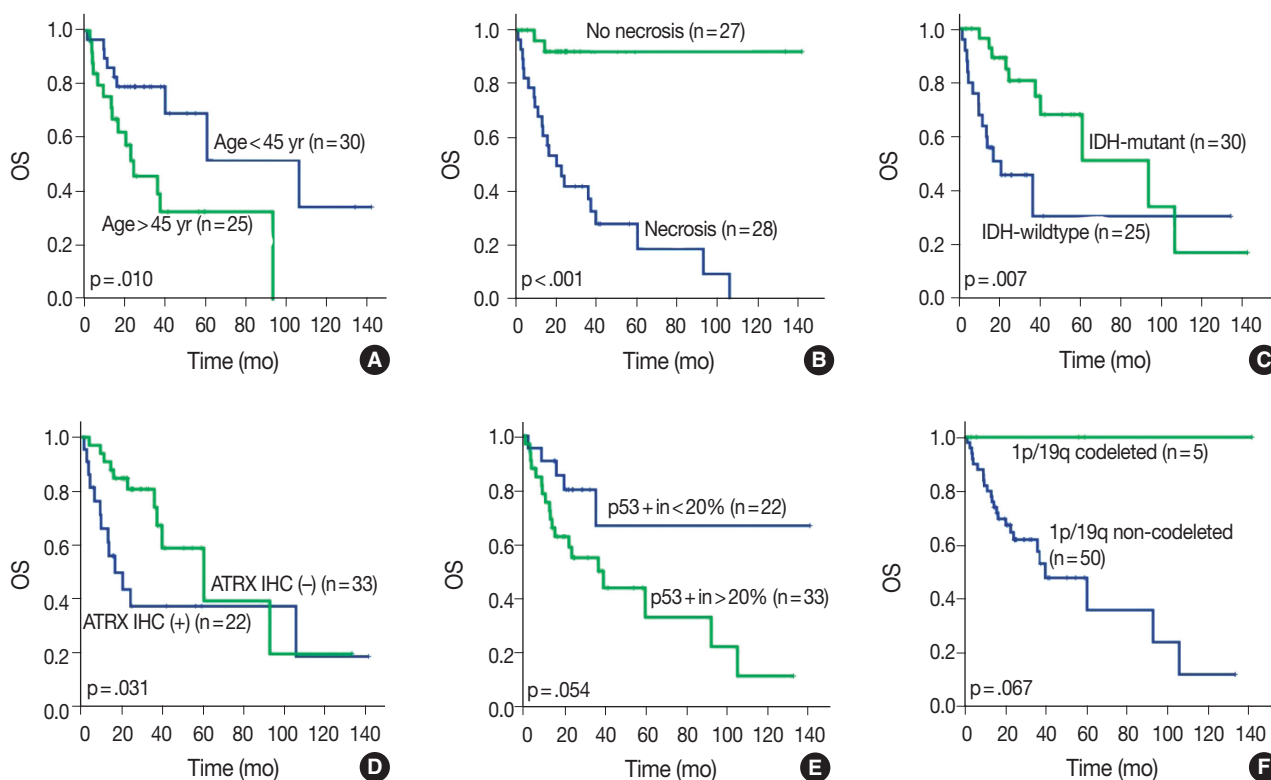 1.0
0.8
0.6
0.4
0.2
0.0
OS
Age < 45 yr (n = 30)
Age > 45 yr (n = 25)
p = .010
0 20 40 60 80 100 120 140
Time (mo)
A
1.0
0.8
0.6
0.4
0.2
0.0
OS
No necrosis (n = 27)
Necrosis (n = 28)
p < .001
0 20 40 60 80 100 120 140
Time (mo)
B
1.0
0.8
0.6
0.4
0.2
0.0
OS
IDH-mutant (n = 30)
IDH-wildtype (n = 25)
p = .007
0 20 40 60 80 100 120 140
Time (mo)
C
1.0
0.8
0.6
0.4
0.2
0.0
OS
ATRX IHC (–) (n = 33)
ATRX IHC (+) (n = 22)
p = .031
0 20 40 60 80 100 120 140
Time (mo)
D
1.0
0.8
0.6
0.4
0.2
0.0
OS
p53 + in < 20% (n = 22)
p53 + in > 20% (n = 33)
p = .054
0 20 40 60 80 100 120 140
Time (mo)
E
1.0
0.8
0.6
0.4
0.2
0.0
OS
1p/19q codeleted (n = 5)
1p/19q non-codeleted
(n = 50)
p = .067
0 20 40 60 80 100 120 140
Time (mo)
F